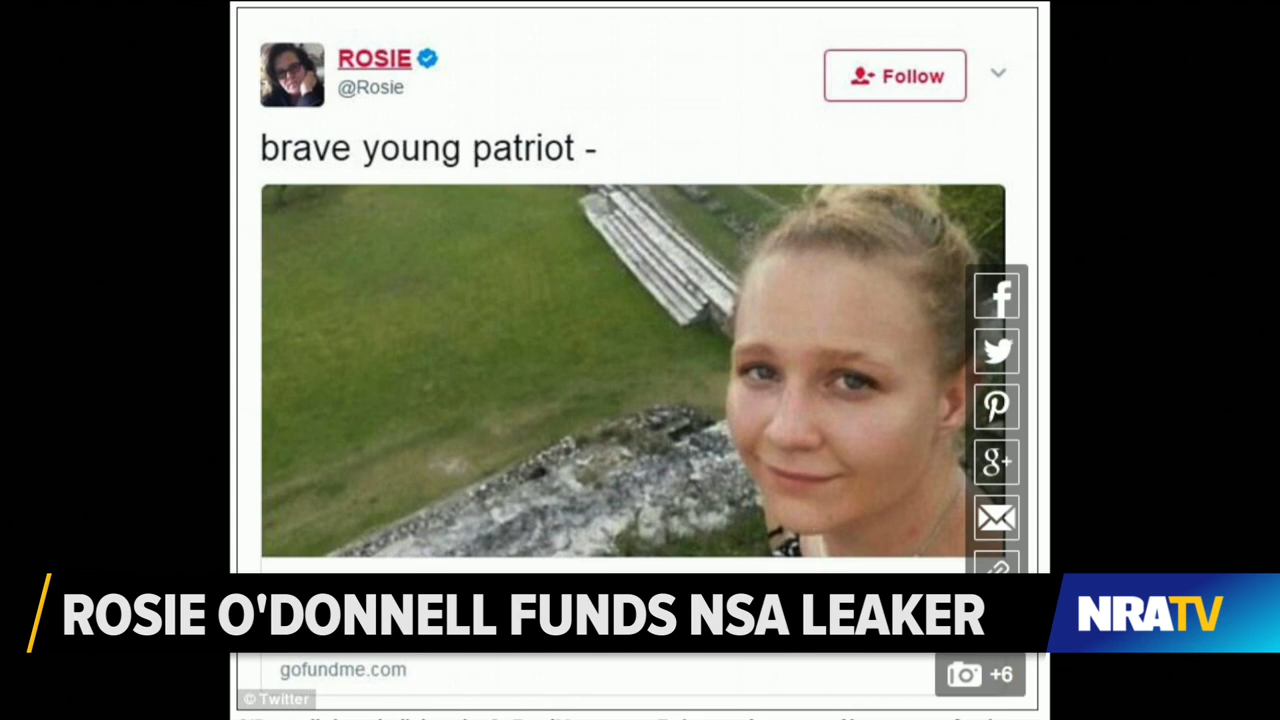 ROSIE
@Rosie
Follow
brave young patriot -
f
g+
ROSIE O'DONNELL FUNDS NSA LEAKER
NRATV
gofundme.com
+6
© Twitter